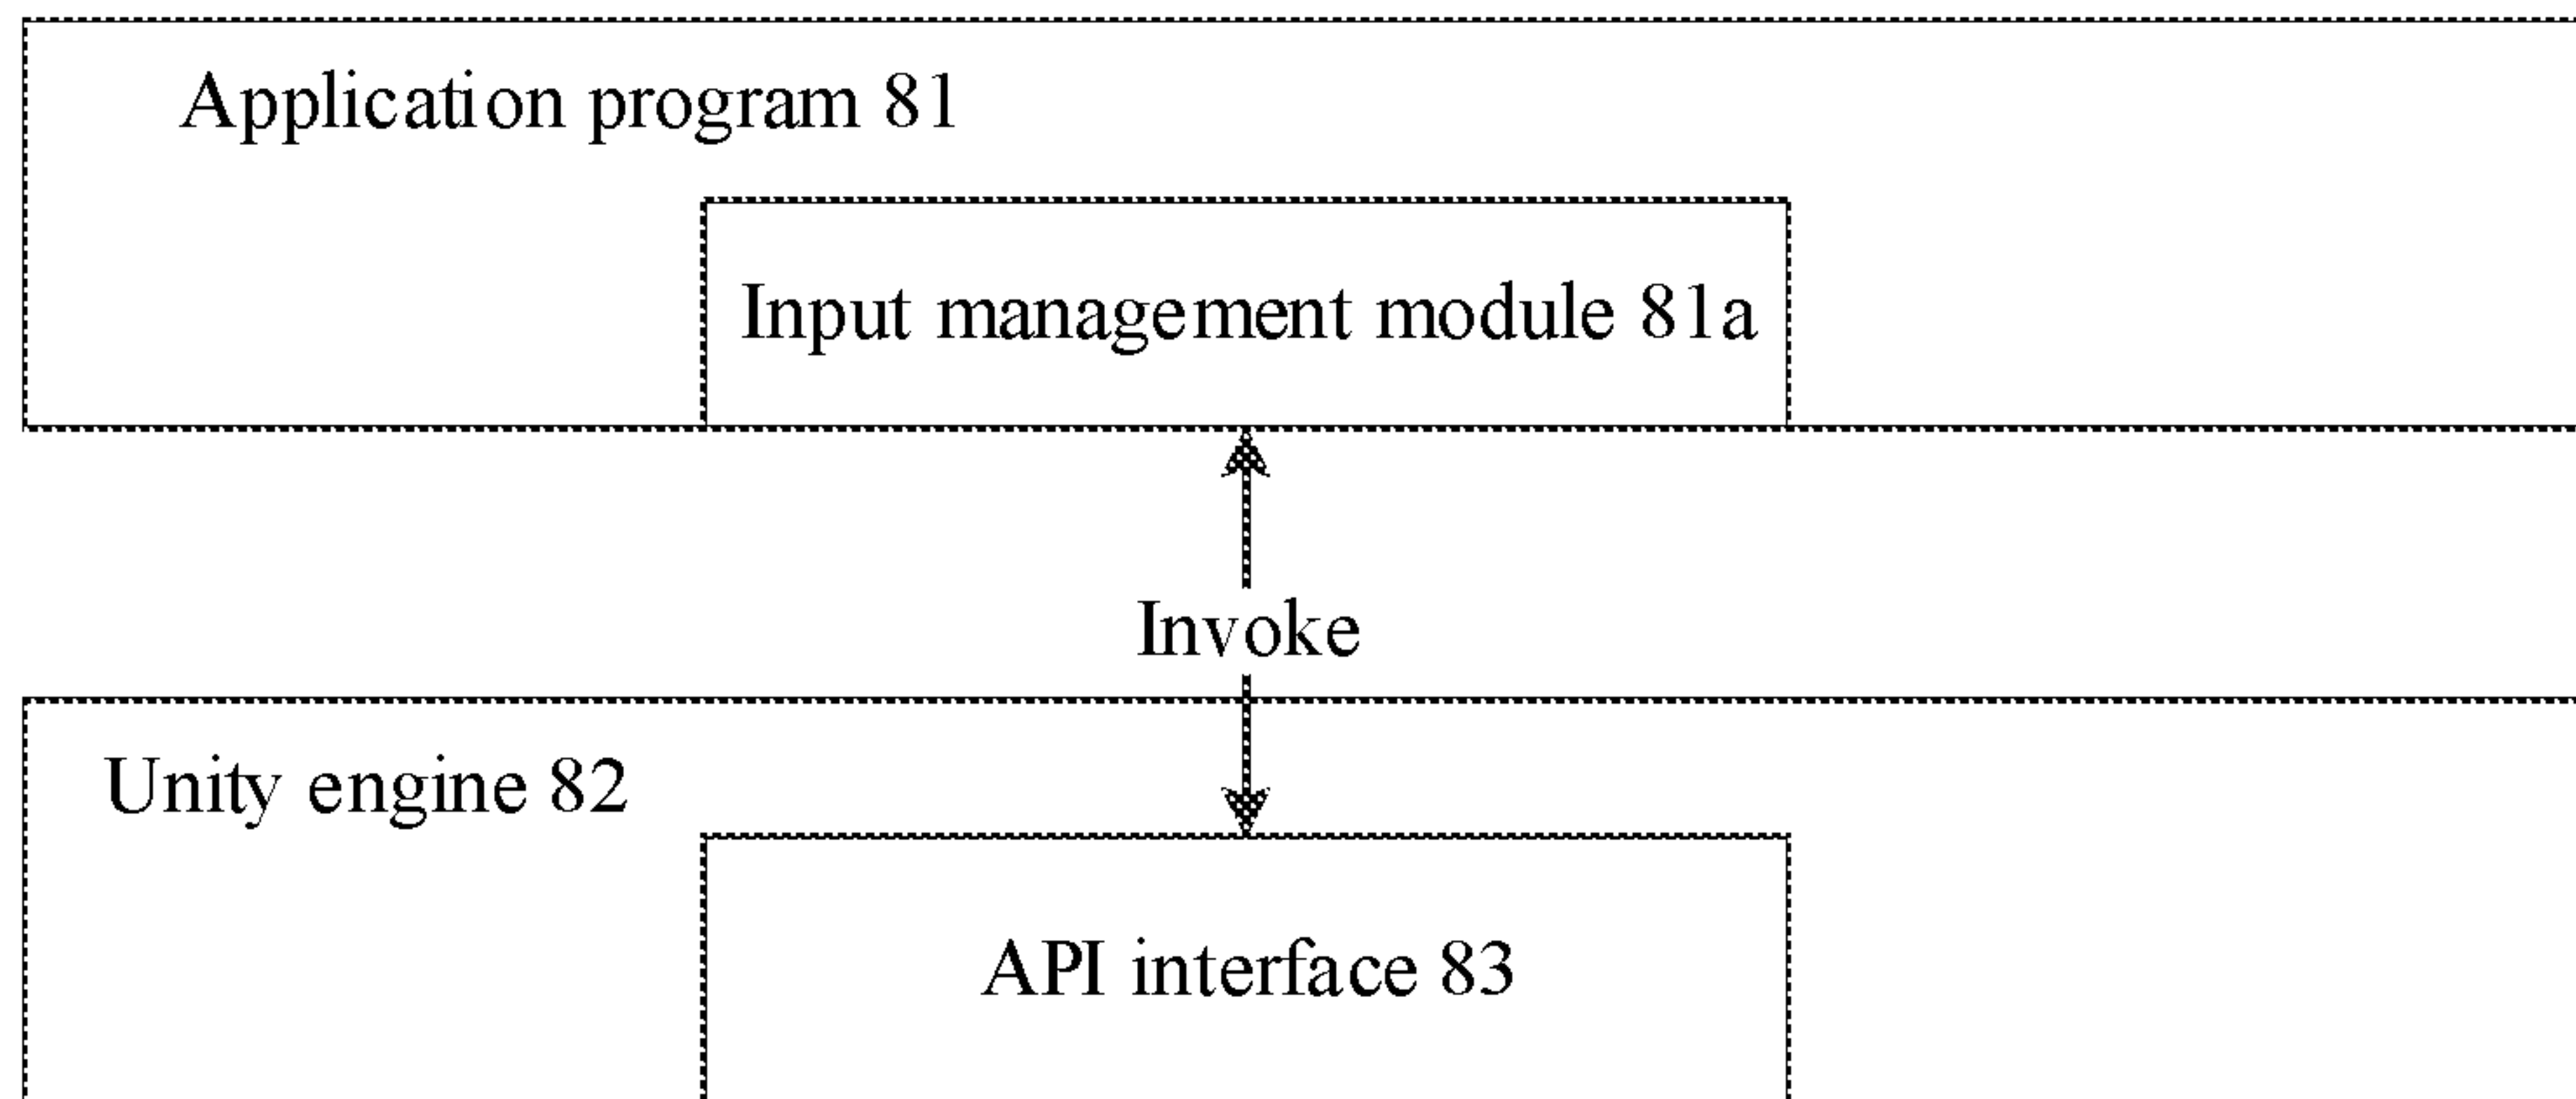 Application program 81
Input management module 81a
Invoke
Unity engine 82
API interface 83